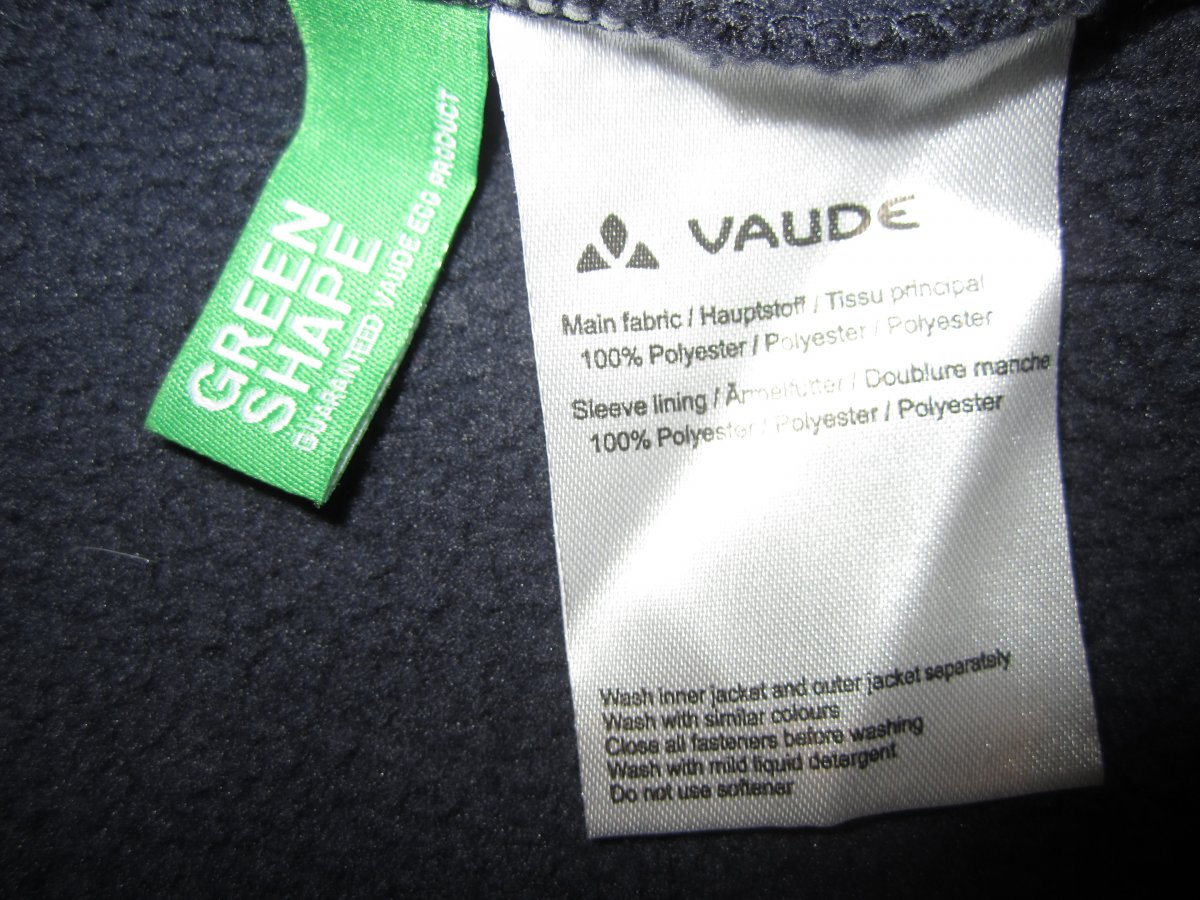 GREEN
SHAPE
GUARANTEED VAUDE ECO PRODUCT
VAUDE
Main fabric / Hauptstoff / Tissu principal
100% Polyester / Polyester / Polyester
Sleeve lining / Ärmelfutter / Doublure manche
100% Polyester / Polyester / Polyester
Wash inner jacket and outer jacket separately
Wash with similar colours
Close all fasteners before washing
Wash with mild liquid detergent
Do not use softener